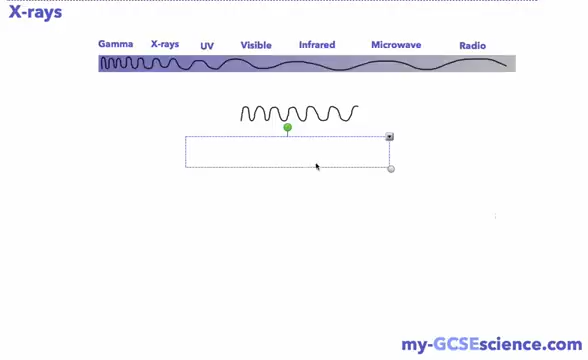 X-rays
Gamma X-rays UV Visible Infrared Microwave Radio
my-GCSEscience.com